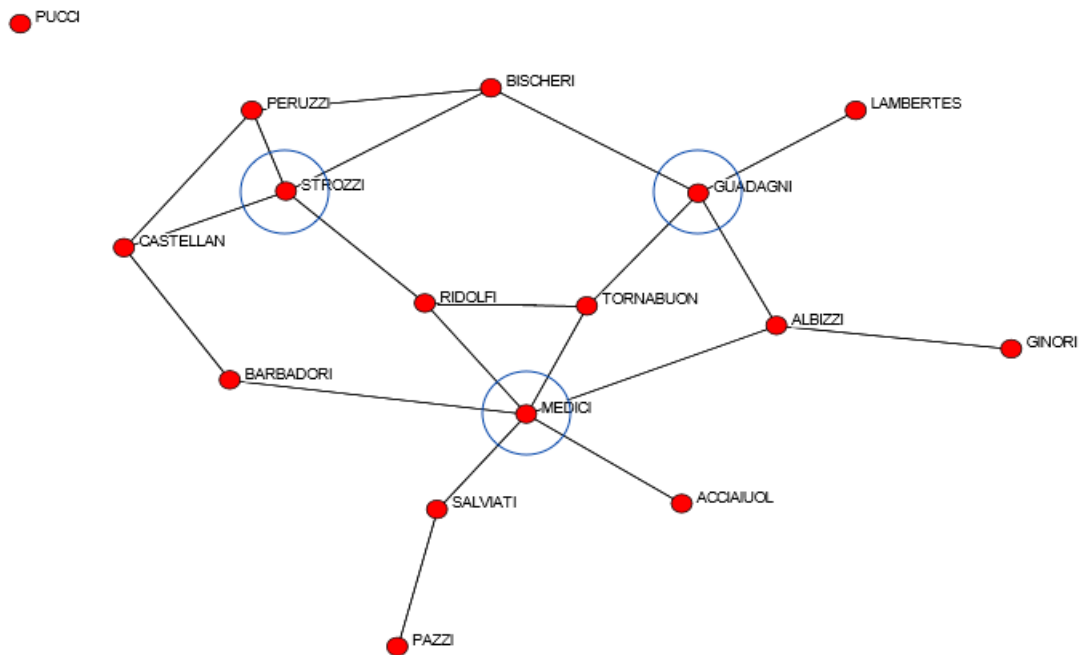 PUCCI
BISCHERI
PERUZZI
LAMBERTES
STROZZI
GUADAGNI
CASTELLAN
RIDOLFI
TORNABUON
ALBIZZI
GINORI
BARBADORI
MEDICI
SALVIATI
ACCIAIUOL
PAZZI